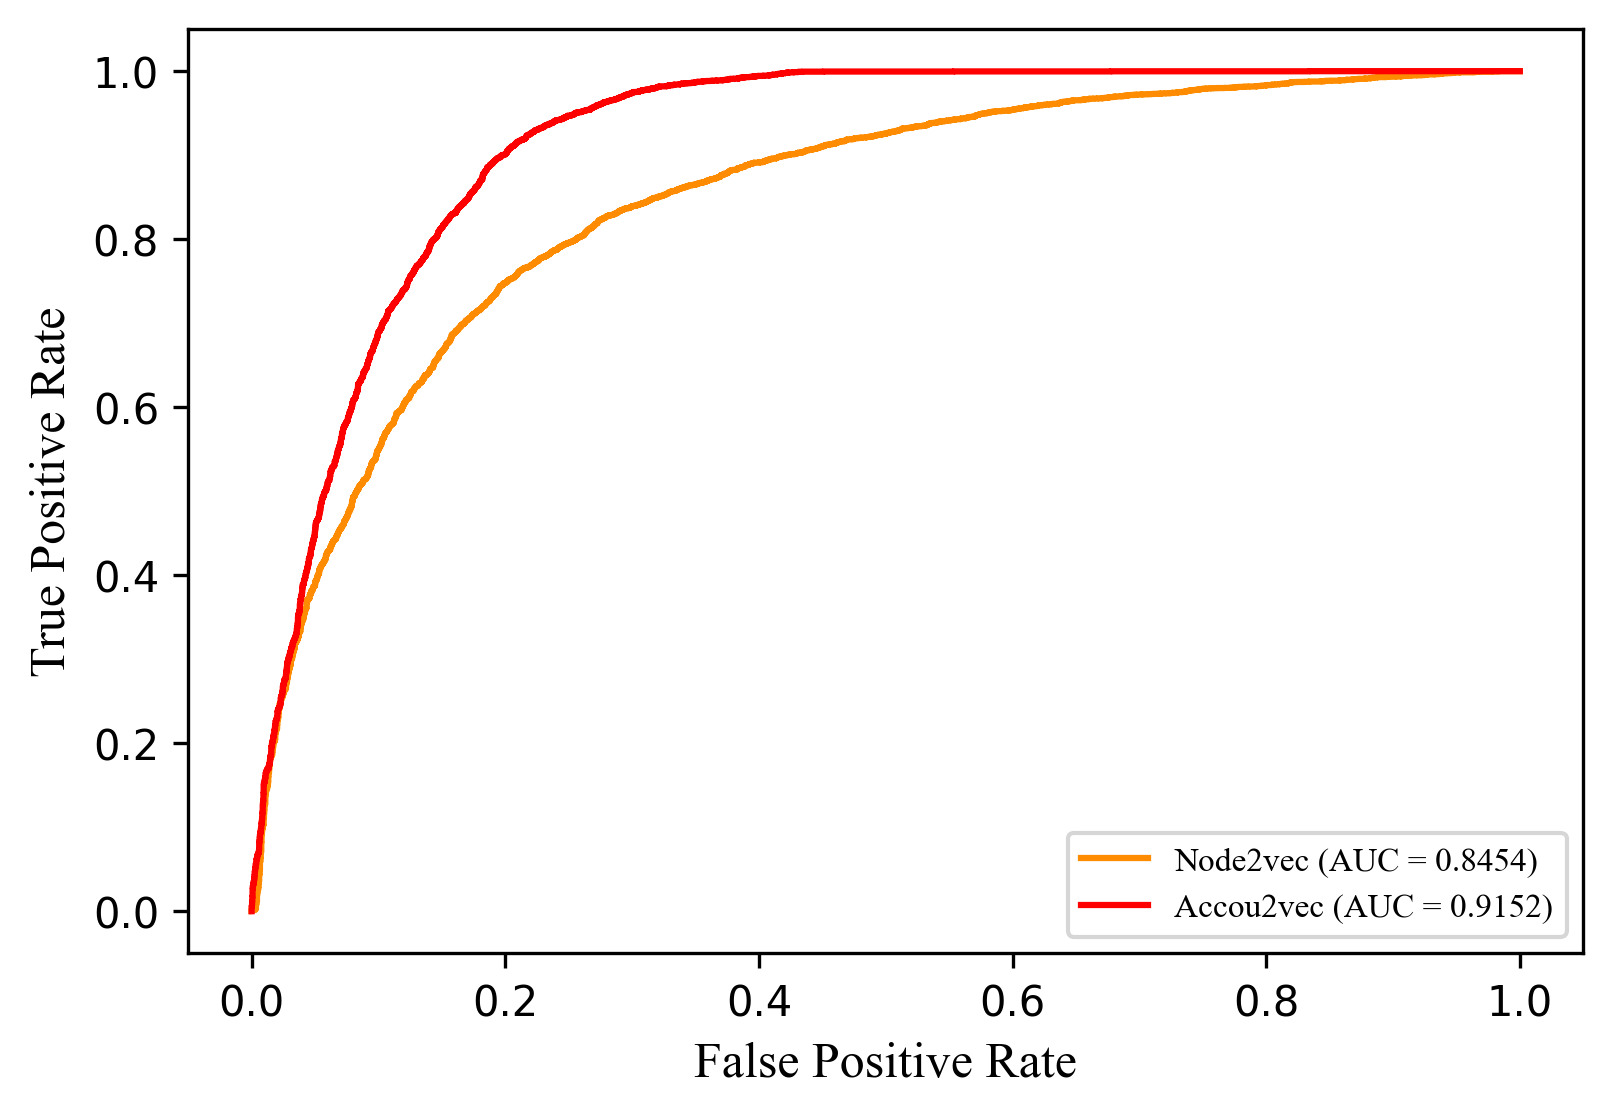 1.0
0.8
0.6
0.4
0.2
0.0
True Positive Rate
0.0 0.2 0.4 0.6 0.8 1.0
False Positive Rate
Node2vec (AUC = 0.8454)
Accou2vec (AUC = 0.9152)